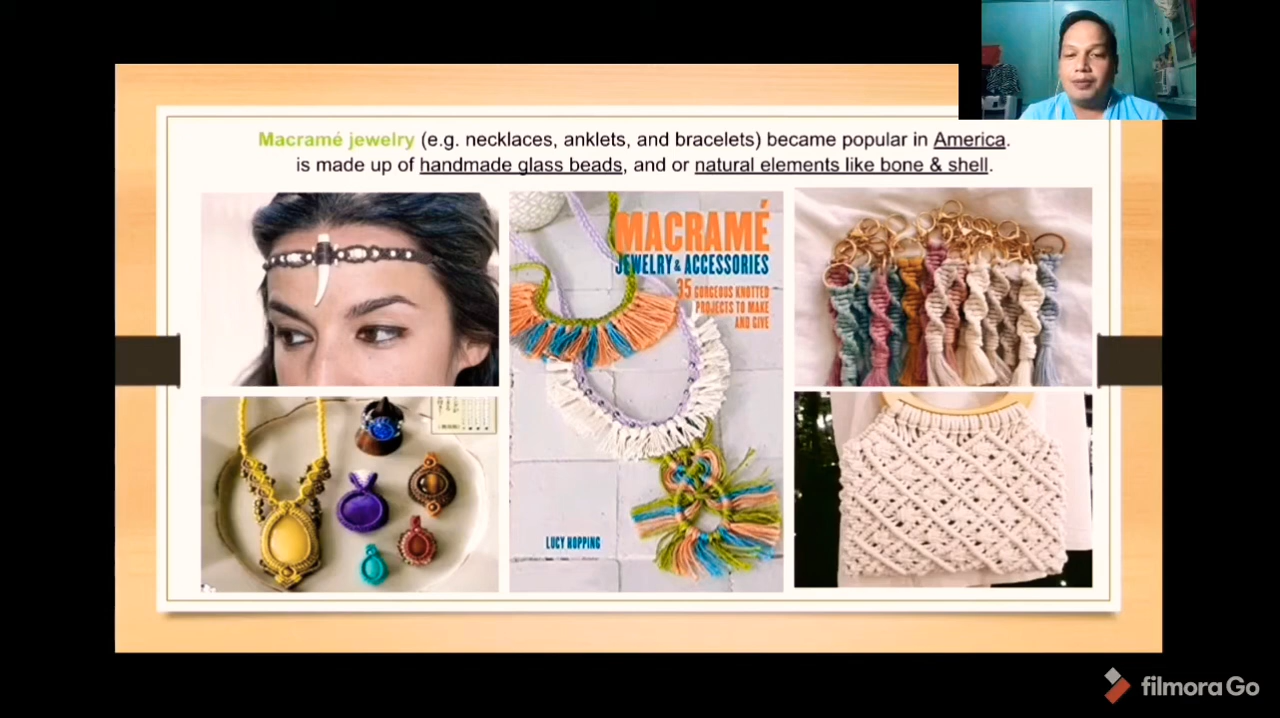 Macramé jewelry (e.g. necklaces, anklets, and bracelets) became popular in America.
is made up of handmade glass beads, and or natural elements like bone & shell.
MACRAMÉ
JEWELRY & ACCESSORIES
35 GORGEOUS KNOTTED
PROJECTS TO MAKE
AND GIVE
LUCY HOPPING
filmoraGo